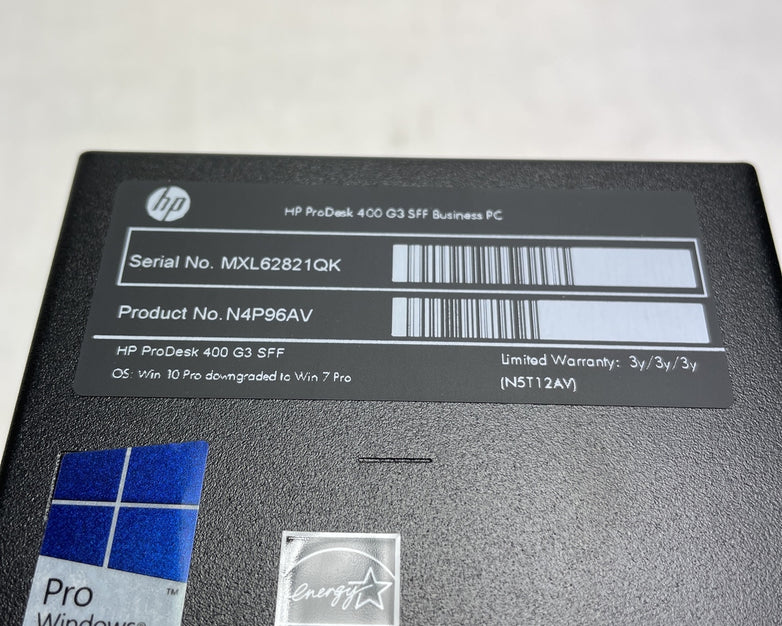 hp
HP ProDesk 400 G3 SFF Business PC
Serial No. MXL62821QK
Product No. N4P96AV
HP ProDesk 400 G3 SFF
OS: Win 10 Pro downgraded to Win 7 Pro
Limited Warranty: 3y/3y/3y
(N5T12AV)
Pro
TM
Windows®
energy